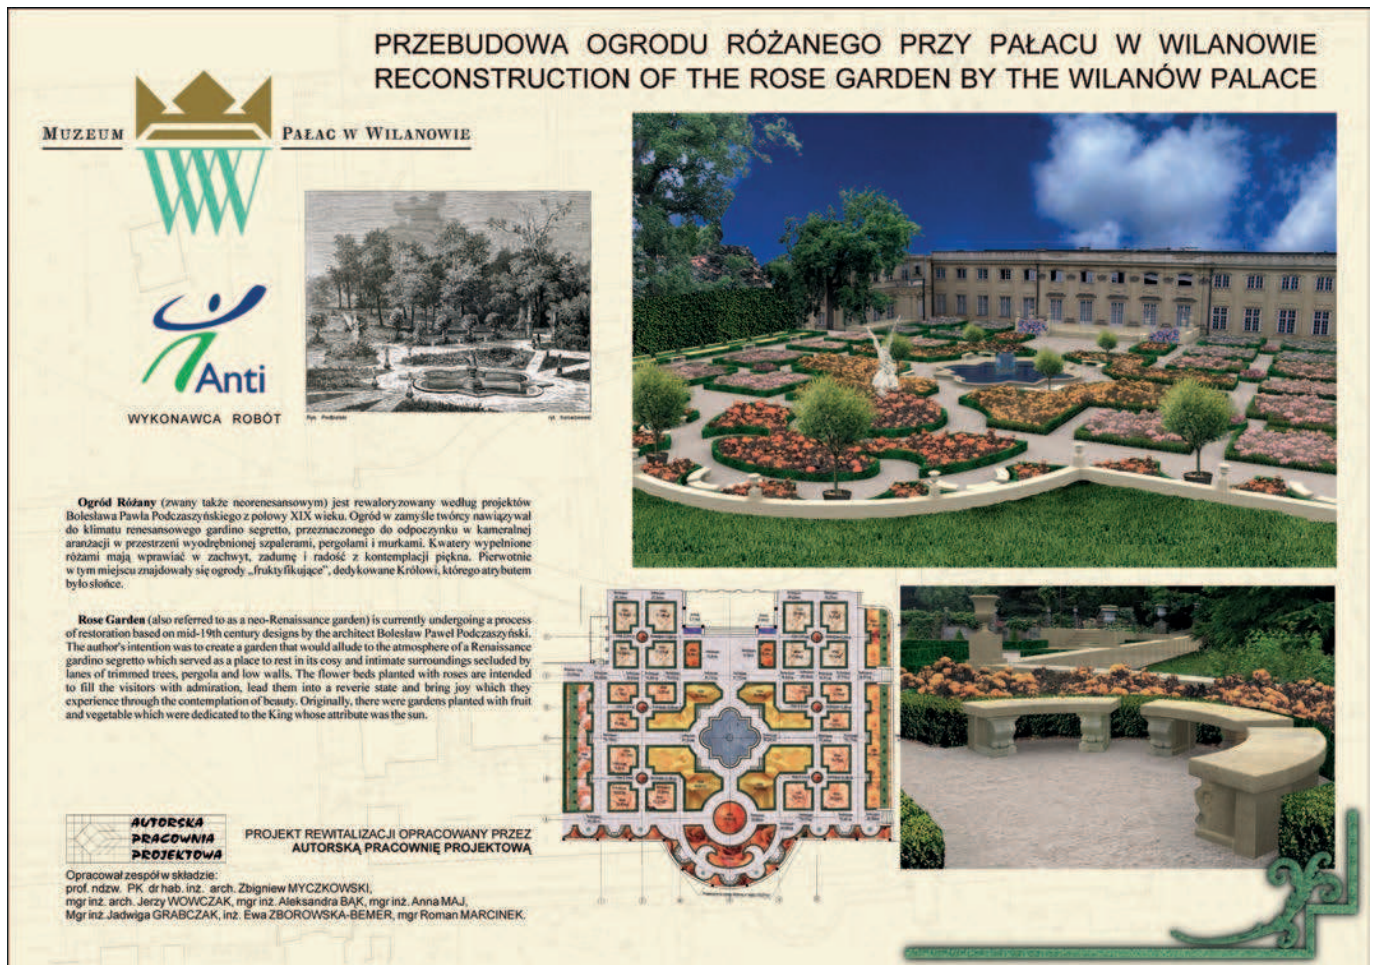 PRZEBUDOWA OGRODU RÓŻANEGO PRZY PAŁACU W WILANOWIE
RECONSTRUCTION OF THE ROSE GARDEN BY THE WILANÓW PALACE
MUZEUM PAŁAC W WILANOWIE
Anti
WYKONAWCA ROBÓT
Ogród Różany (zwany także neorenesansowym) jest rewaloryzowany według projektów
Bolesława Pawła Podczaszyńskiego z połowy XIX wieku. Ogród w zamyśle twórcy nawiązywał
do klimatu renesansowego gardino segretto, przeznaczonego do odpoczynku w kameralnej
aranżacji w przestrzeni wyodrębnionej szpalerami, pergolami i murkami. Kwatery wypełnione
różami mają wprawiać w zachwyt, zadumę i radość z kontemplacji piękna. Pierwotnie
w tym miejscu znajdowały się ogrody „fruktyfikujące”, dedykowane Królowi, którego atrybutem
było słońce.
Rose Garden (also referred to as a neo-Renaissance garden) is currently undergoing a process
of restoration based on mid-19th century designs by the architect Bolesław Paweł Podczaszyński.
The author's intention was to create a garden that would allude to the atmosphere of a Renaissance
gardino segretto which served as a place to rest in its cosy and intimate surroundings secluded by
lanes of trimmed trees, pergola and low walls. The flower beds planted with roses are intended
to fill the visitors with admiration, lead them into a reverie state and bring joy which they
experience through the contemplation of beauty. Originally, there were gardens planted with fruit
and vegetable which were dedicated to the King whose attribute was the sun.
AUTORSKA
PRACOWNIA
PROJEKTOWA
PROJEKT REWITALIZACJI OPRACOWANY PRZEZ
AUTORSKĄ PRACOWNIĘ PROJEKTOWĄ
Opracował zespół w składzie:
prof. ndzw. PK dr hab. inż. arch. Zbigniew MYCZKOWSKI,
mgr inż. arch. Jerzy WOWCZAK, mgr inż. Aleksandra BĄK, mgr inż. Anna MAJ,
Mgr inż. Jadwiga GRABCZAK, inż. Ewa ZBOROWSKA-BEMER, mgr Roman MARCINEK.